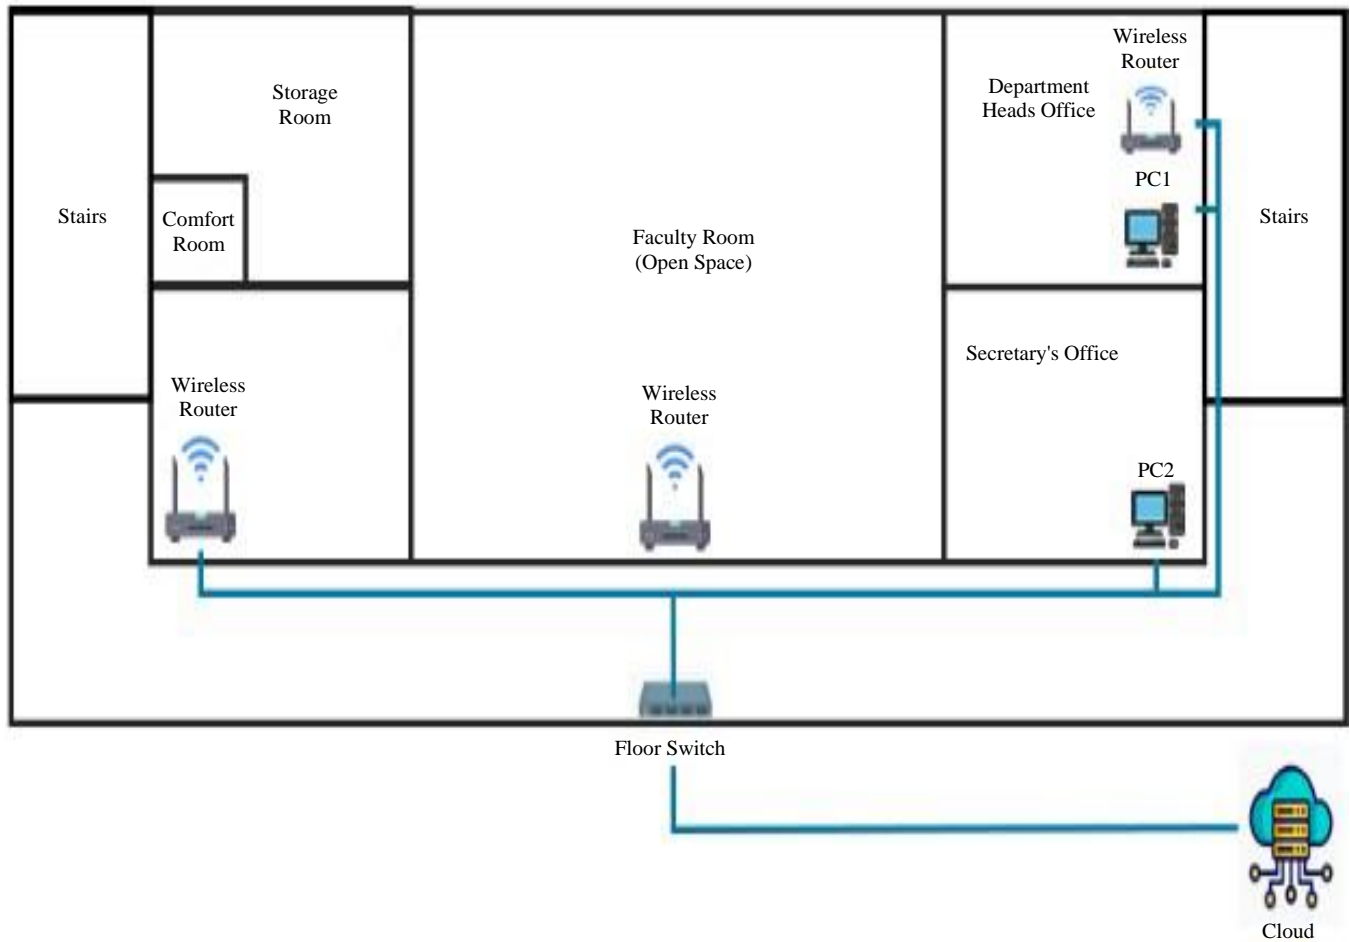 Wireless
Router
Department
Heads Office
Storage
Room
PC1
Stairs
Comfort
Room
Faculty Room
(Open Space)
Stairs
Secretary's Office
Wireless
Router
Wireless
Router
PC2
Floor Switch
Cloud